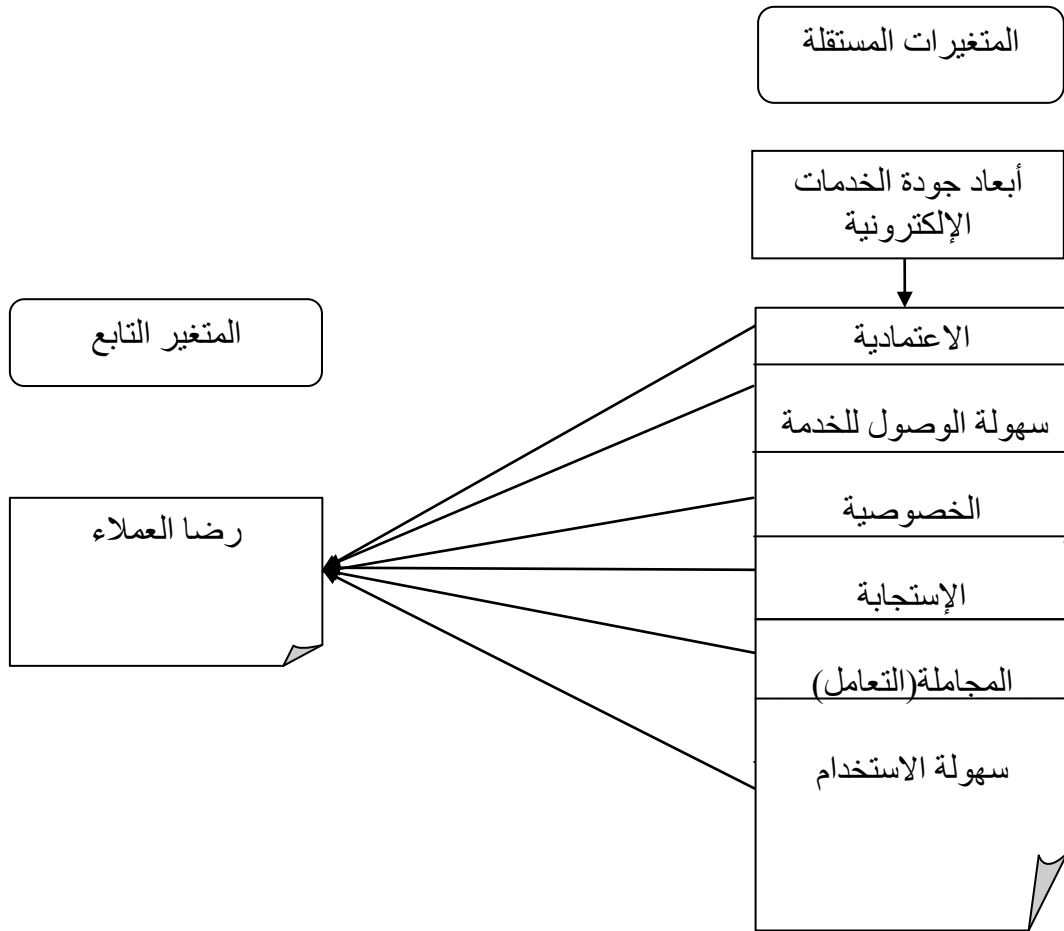 المتغيرات المستقلة
أبعاد جودة الخدمات
الإلكترونية
المتغير التابع
الاعتمادية
سهولة الوصول للخدمة
الخصوصية
رضا العملاء
الإستجابة
المجاملة(التعامل)
سهولة الاستخدام